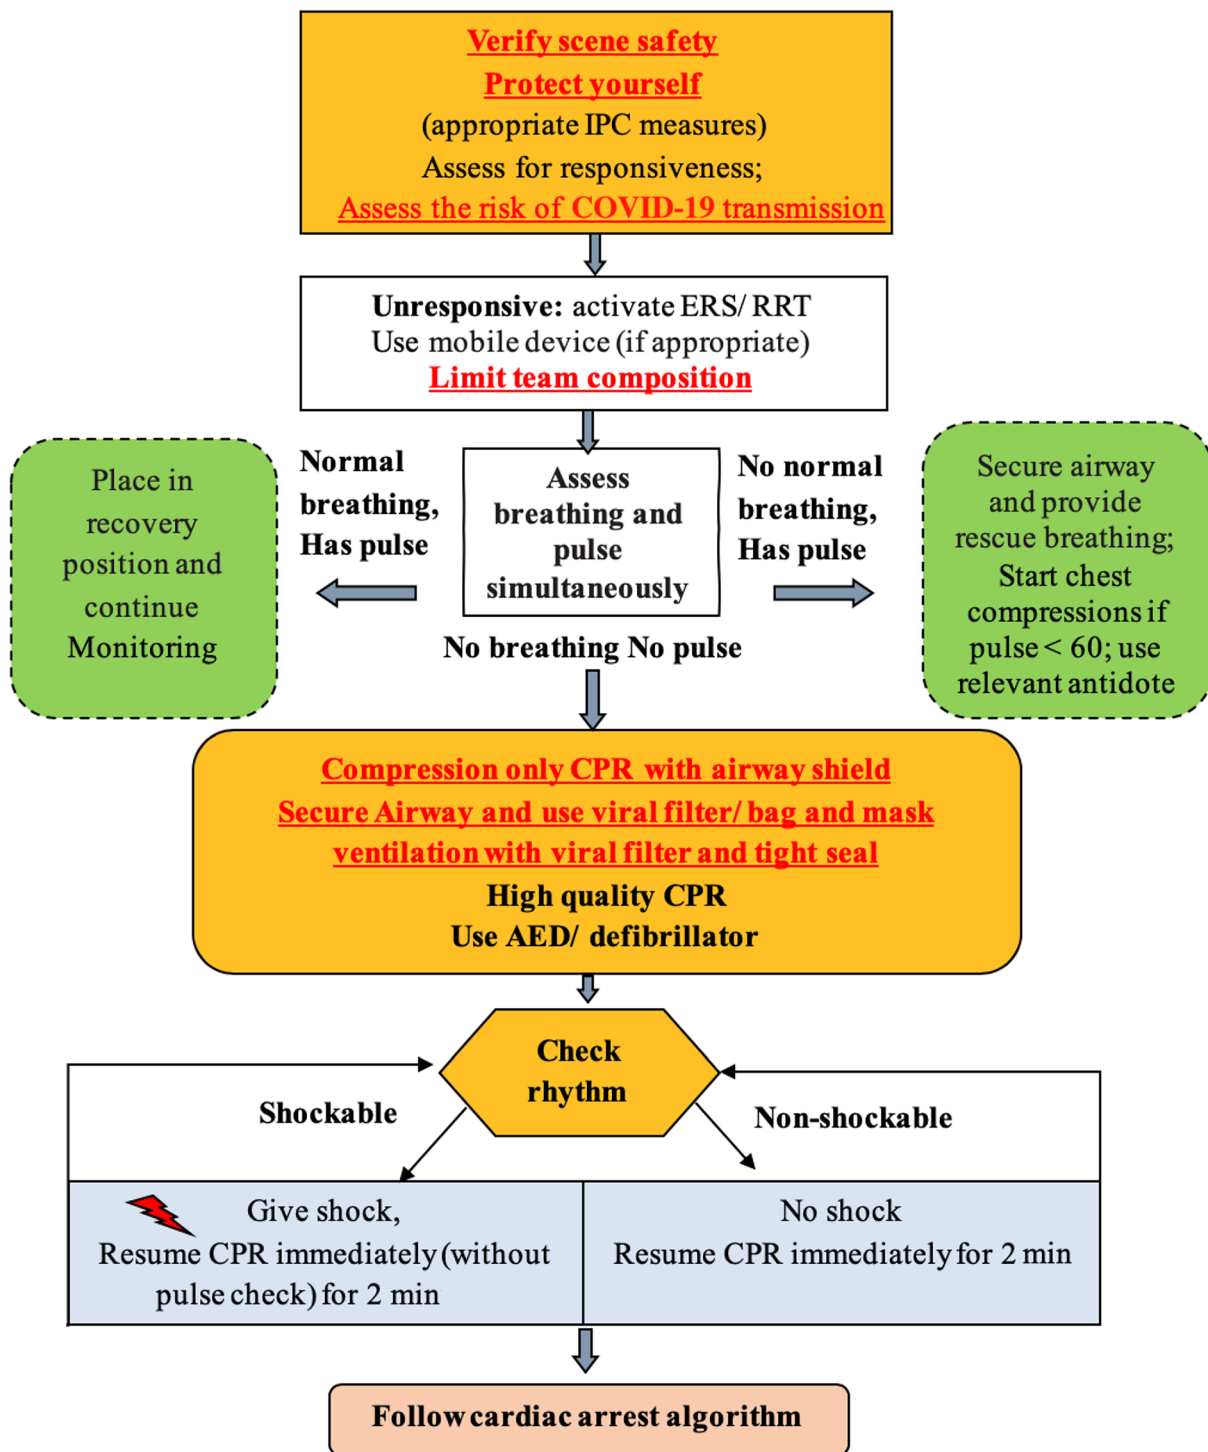 Verify scene safety
Protect yourself
(appropriate IPC measures)
Assess for responsiveness;
Assess the risk of COVID-19 transmission
Unresponsive: activate ERS/ RRT
Use mobile device (if appropriate)
Limit team composition
Place in
recovery
position and
continue
Monitoring
Normal
breathing,
Has pulse
Assess
breathing and
pulse
simultaneously
No normal
breathing,
Has pulse
Secure airway
and provide
rescue breathing;
Start chest
compressions if
pulse < 60; use
relevant antidote
No breathing No pulse
Compression only CPR with airway shield
Secure Airway and use viral filter/ bag and mask
ventilation with viral filter and tight seal
High quality CPR
Use AED/ defibrillator
Check
rhythm
Shockable
Non-shockable
Give shock,
Resume CPR immediately (without
pulse check) for 2 min
No shock
Resume CPR immediately for 2 min
Follow cardiac arrest algorithm